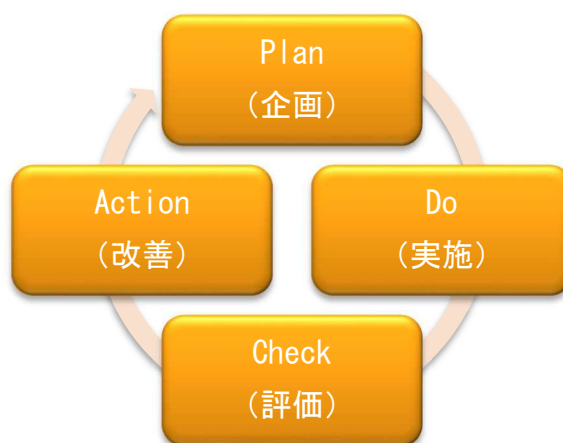 Plan
（企画）
Do
（実施）
Check
（評価）
Action
（改善）